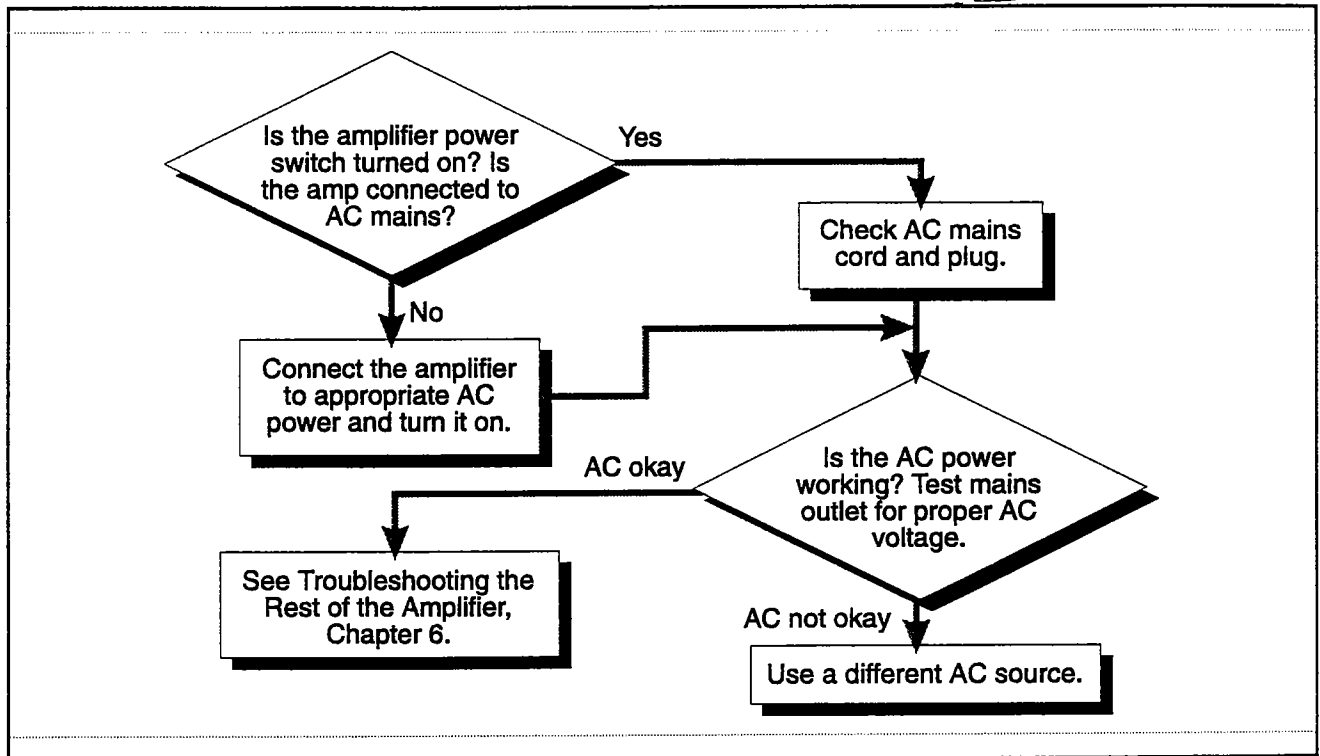 Is the amplifier power
switch turned on? Is
the amp connected to
AC mains?
Yes
Check AC mains
cord and plug.
No
Connect the amplifier
to appropriate AC
power and turn it on.
Is the AC power
working? Test mains
outlet for proper AC
voltage.
AC okay
See Troubleshooting the
Rest of the Amplifier,
Chapter 6.
AC not okay
Use a different AC source.